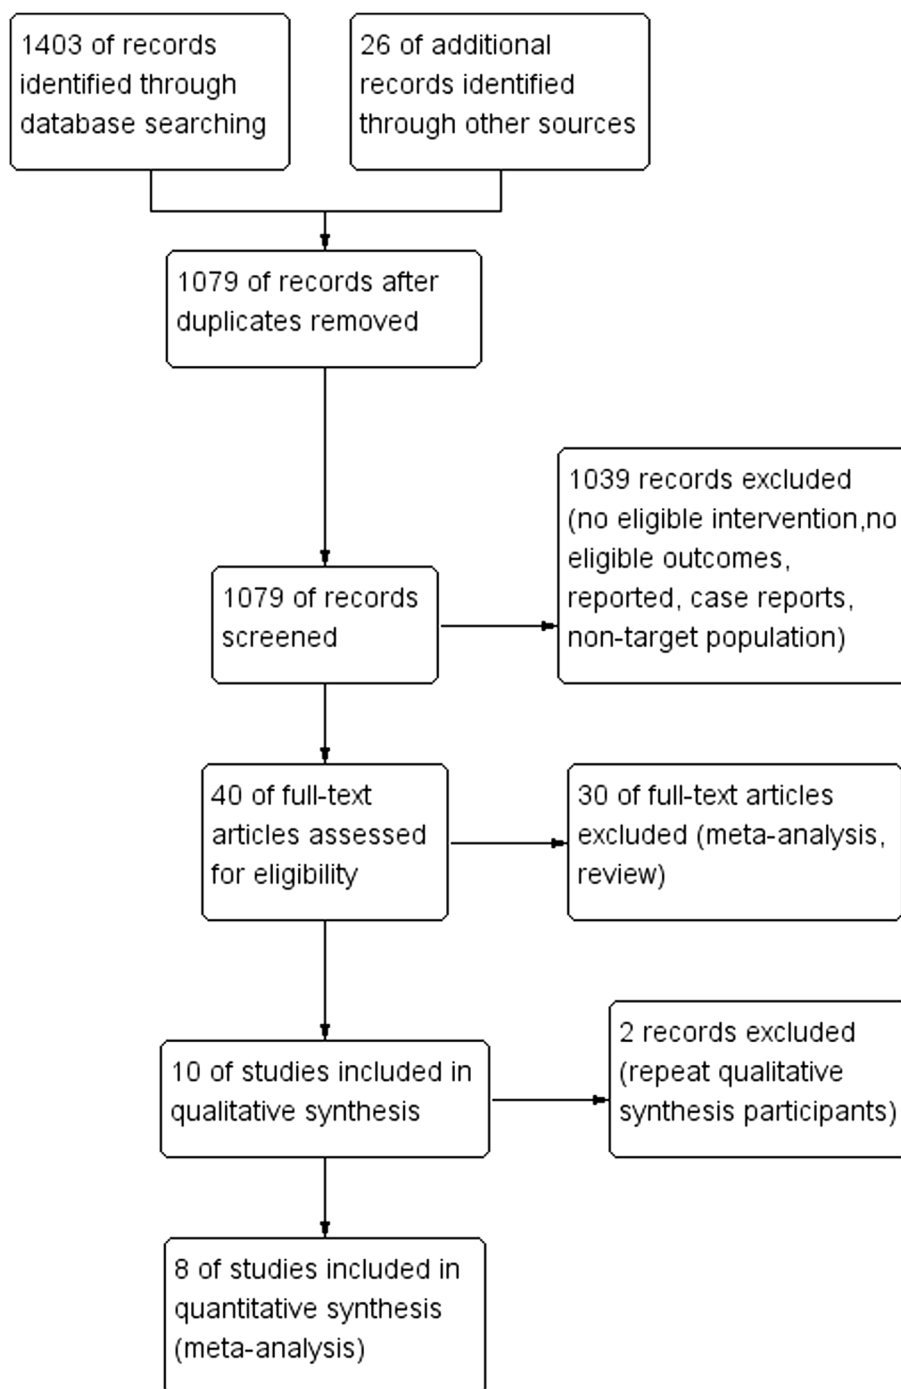 1403 of records
identified through
database searching
26 of additional
records identified
through other sources
1079 of records after
duplicates removed
1039 records excluded
(no eligible intervention,no
eligible outcomes,
reported, case reports,
non-target population)
1079 of records
screened
40 of full-text
articles assessed
for eligibility
30 of full-text articles
excluded (meta-analysis,
review)
2 records excluded
(repeat qualitative
synthesis participants)
10 of studies included in
qualitative synthesis
8 of studies included in
quantitative synthesis
(meta-analysis)